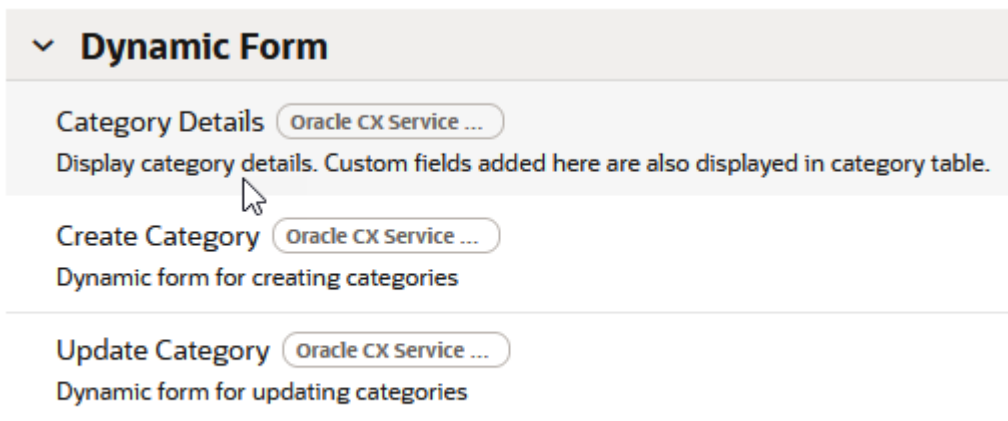 Dynamic Form
Category Details Oracle CX Service ...
Display category details. Custom fields added here are also displayed in category table.
Create Category Oracle CX Service ...
Dynamic form for creating categories
Update Category Oracle CX Service ...
Dynamic form for updating categories